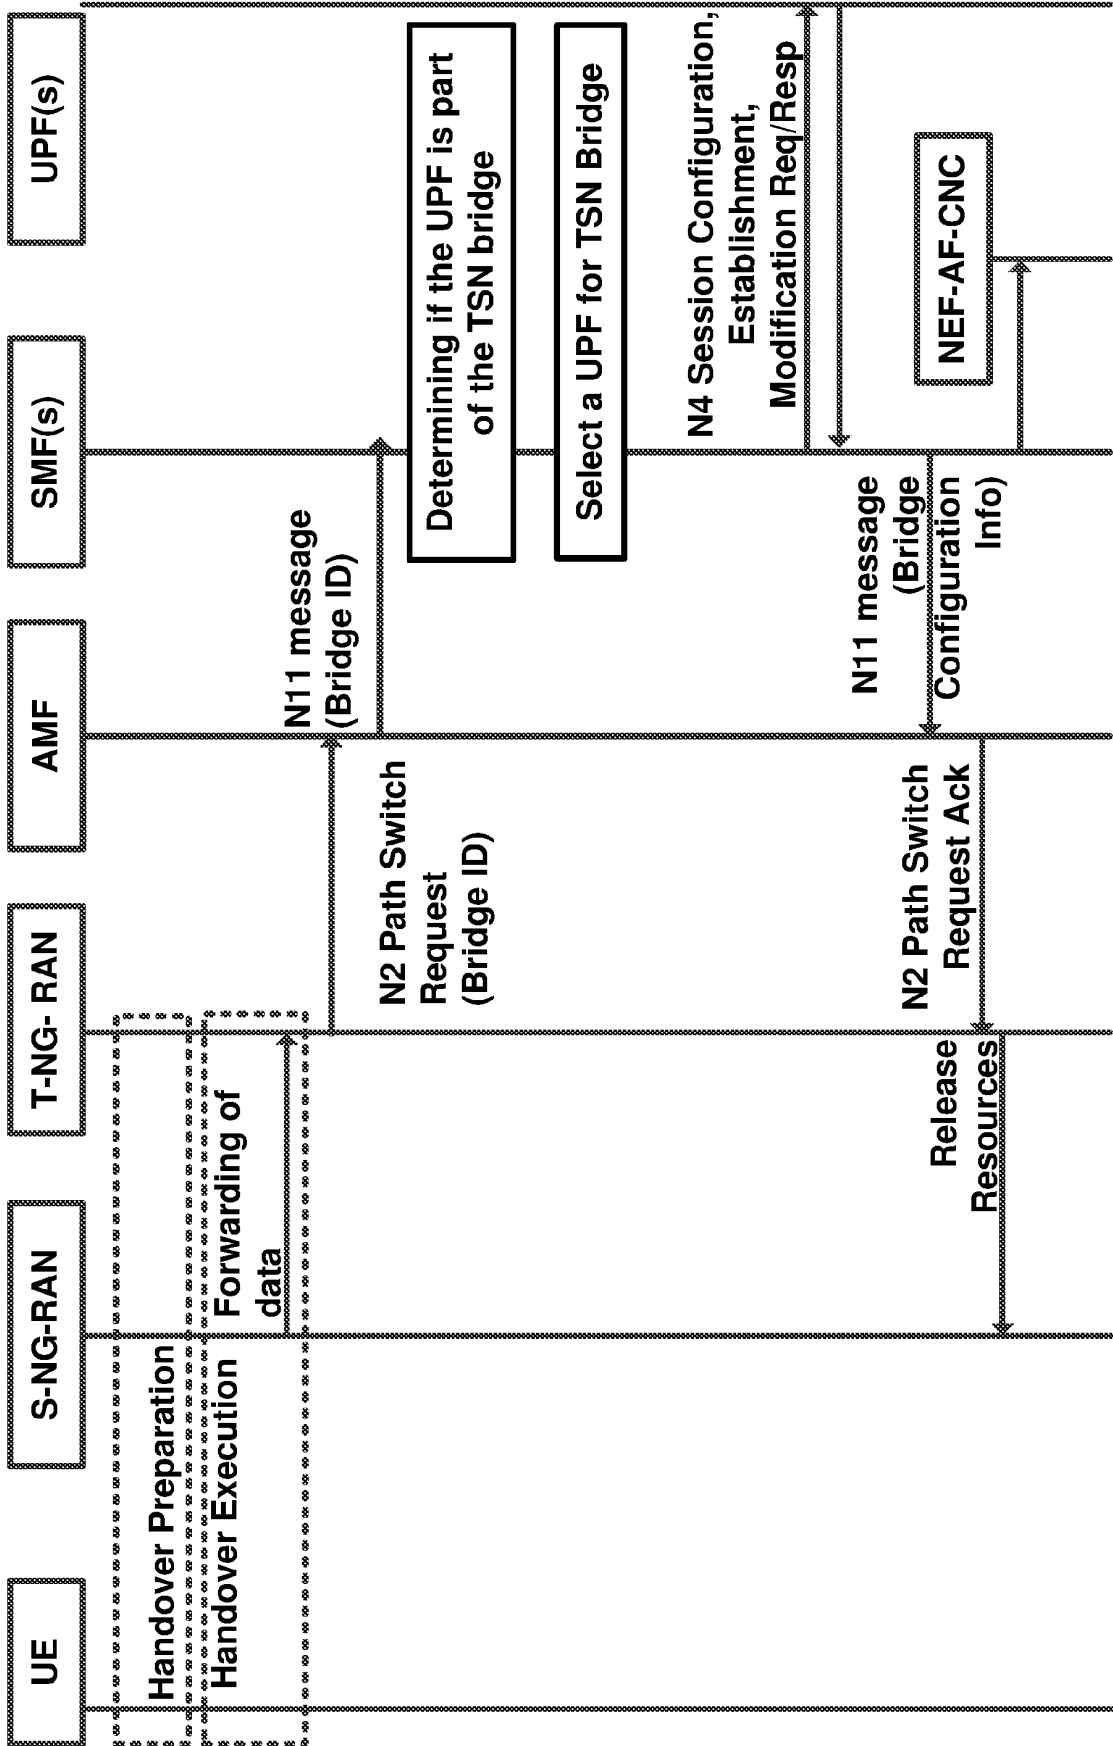 UE
S-NG-RAN
T-NG- RAN
AMF
SMF(s)
UPF(s)
Handover Preparation
Handover Execution
Forwarding of
data
N2 Path Switch
Request
(Bridge ID)
N11 message
(Bridge ID)
Determining if the UPF is part
of the TSN bridge
Select a UPF for TSN Bridge
N4 Session Configuration,
Establishment,
Modification Req/Resp
N11 message
(Bridge
Configuration
Info)
NEF-AF-CNC
N2 Path Switch
Request Ack
Release
Resources